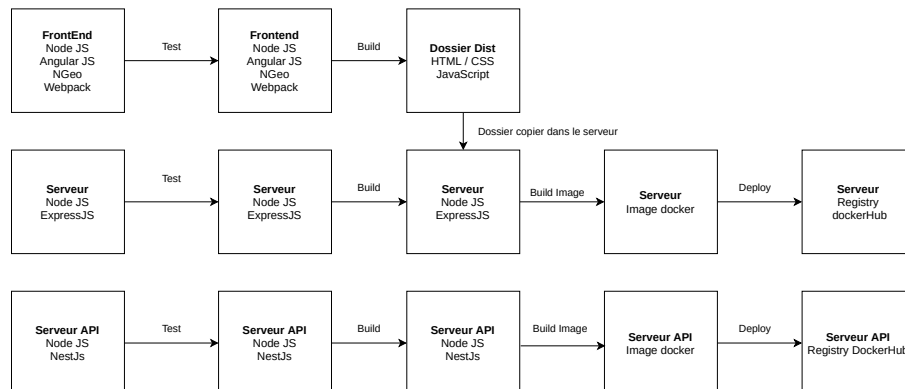 FrontEnd
Node JS
Angular JS
NGeo
Webpack
Test
Frontend
Node JS
Angular JS
NGeo
Webpack
Build
Dossier Dist
HTML / CSS
JavaScript
Dossier copier dans le serveur
Serveur
Node JS
ExpressJS
Test
Serveur
Node JS
ExpressJS
Build
Serveur
Node JS
ExpressJS
Build Image
Serveur
Image docker
Deploy
Serveur
Registry
dockerHub
Serveur API
Node JS
NestJs
Test
Serveur API
Node JS
NestJs
Build
Serveur API
Node JS
NestJs
Build Image
Serveur API
Image docker
Deploy
Serveur API
Registry DockerHub